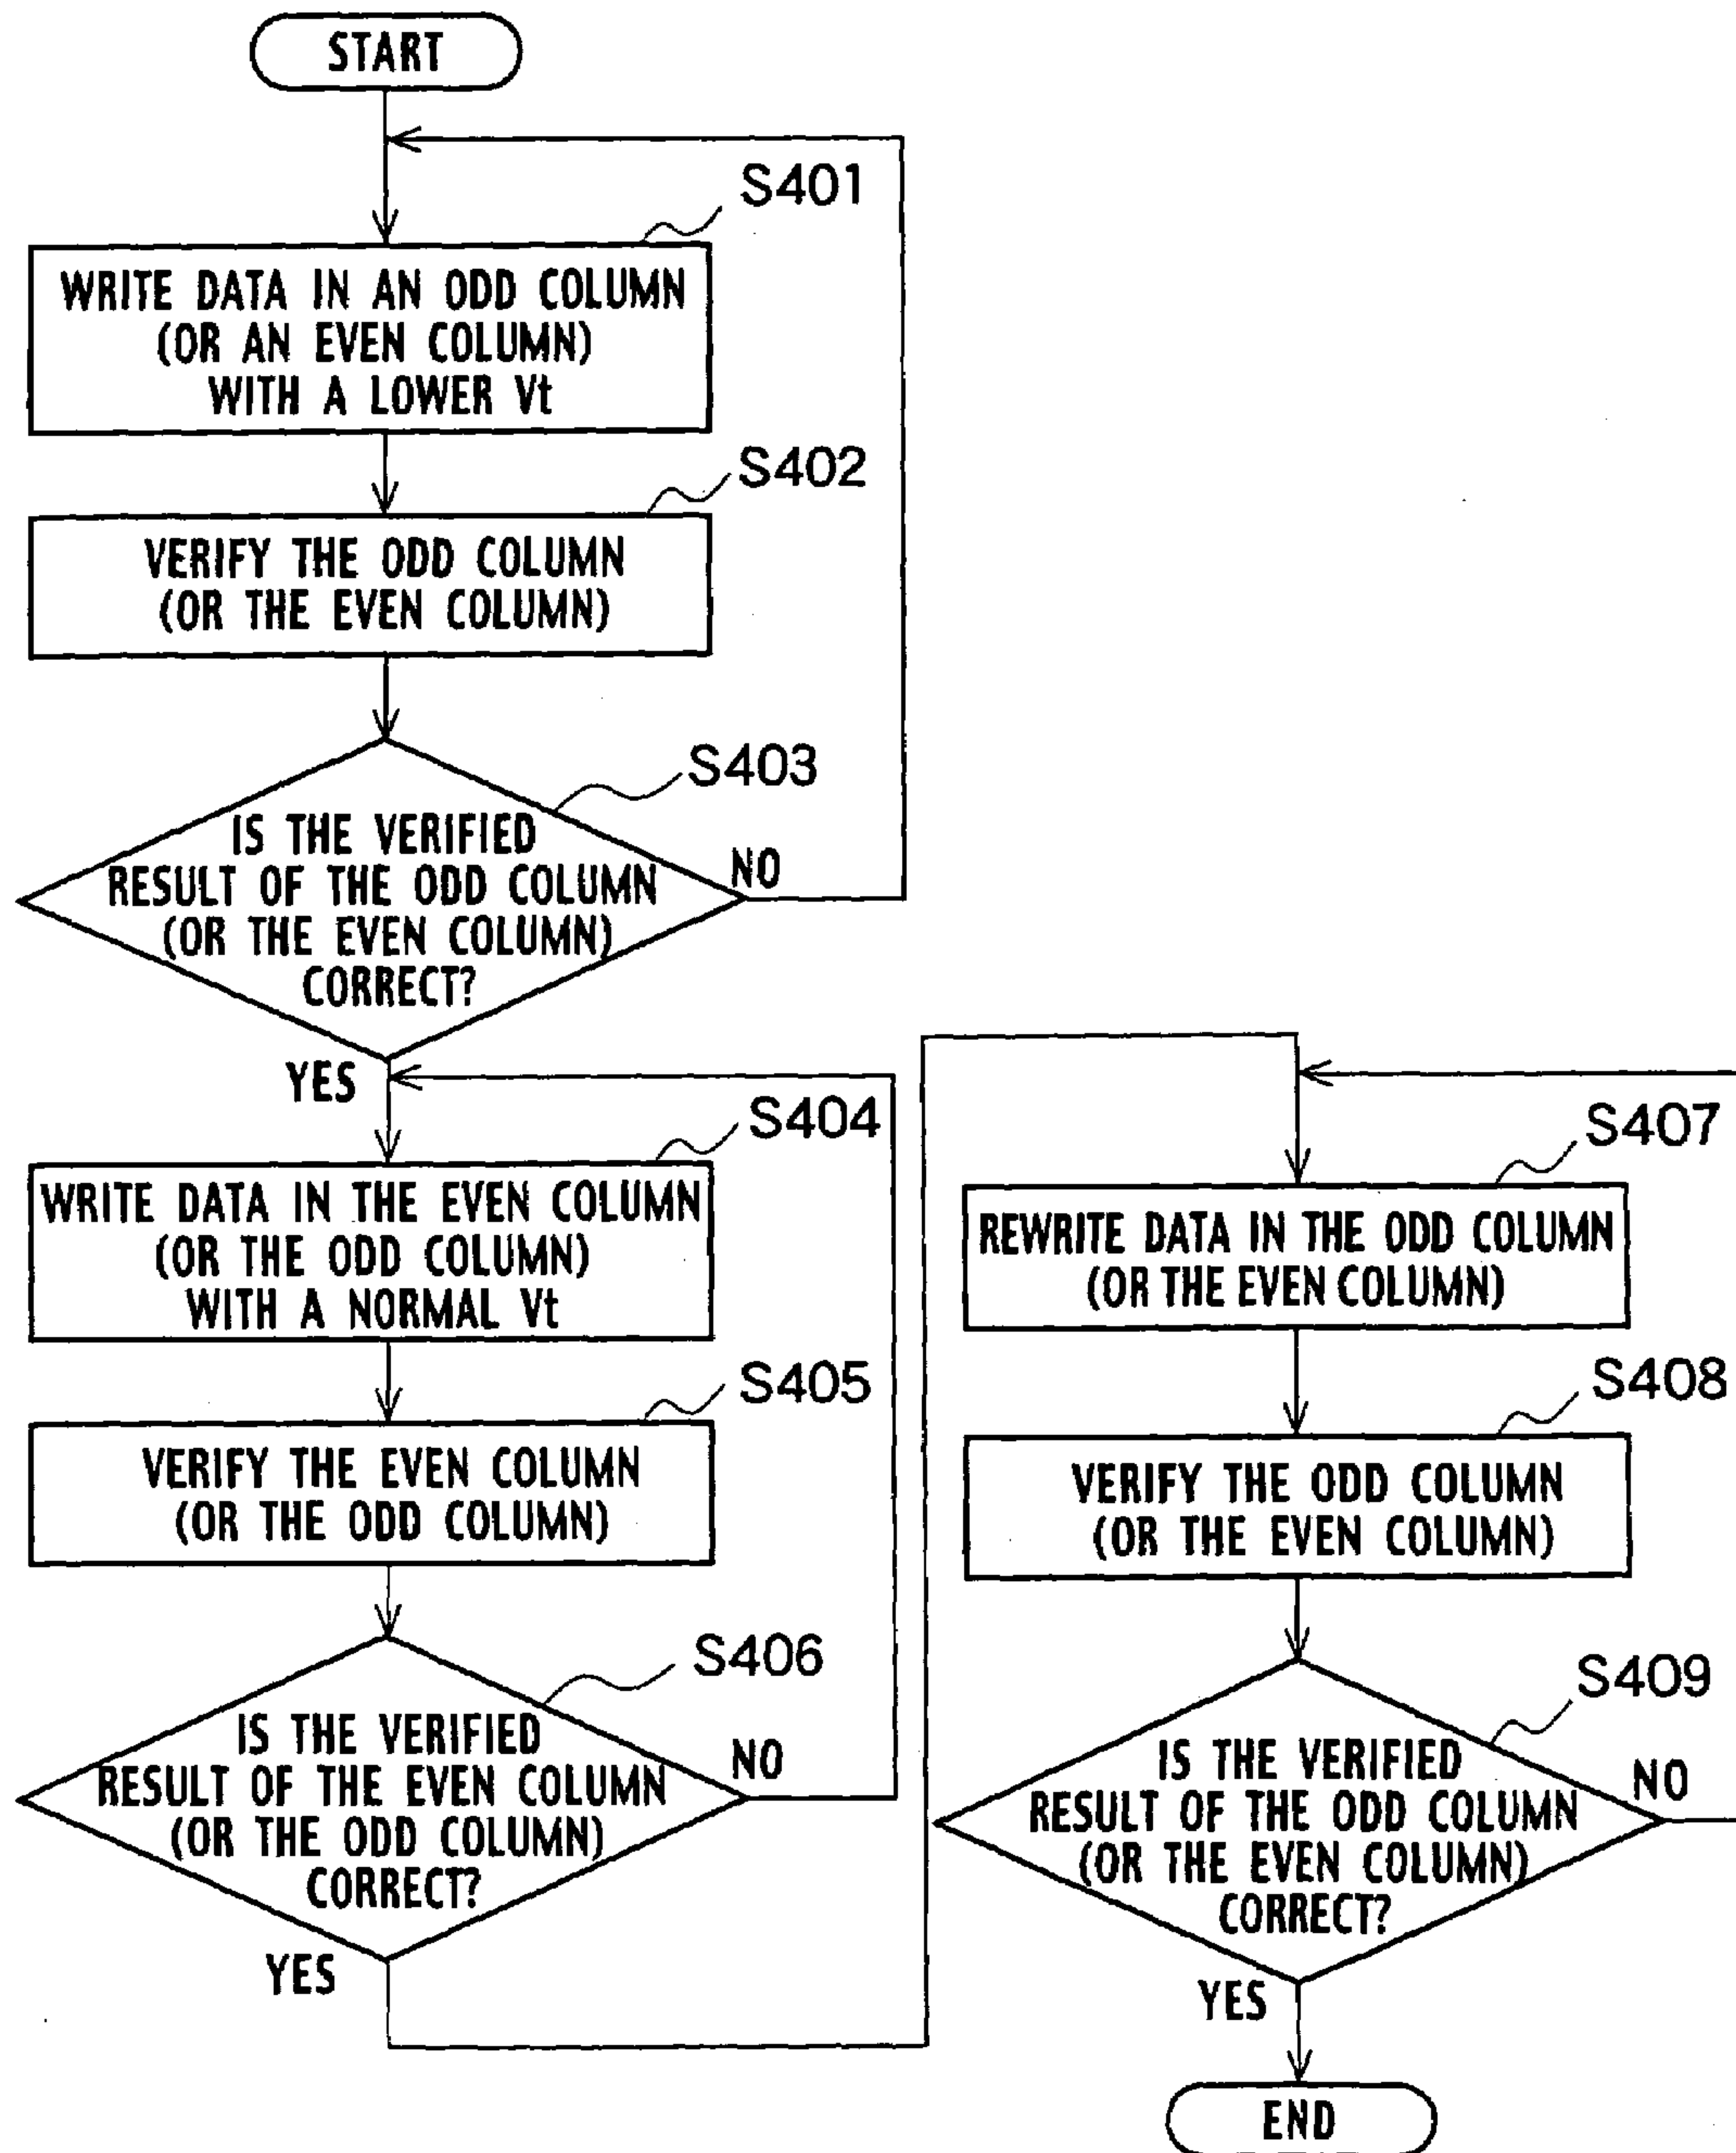 START
S401
WRITE DATA IN AN ODD COLUMN
(OR AN EVEN COLUMN)
WITH A LOWER Vt
S402
VERIFY THE ODD COLUMN
(OR THE EVEN COLUMN)
S403
IS THE VERIFIED
RESULT OF THE ODD COLUMN
(OR THE EVEN COLUMN)
CORRECT?
NO
YES
S404
WRITE DATA IN THE EVEN COLUMN
(OR THE ODD COLUMN)
WITH A NORMAL Vt
S405
VERIFY THE EVEN COLUMN
(OR THE ODD COLUMN)
S406
IS THE VERIFIED
RESULT OF THE EVEN COLUMN
(OR THE ODD COLUMN)
CORRECT?
NO
YES
S407
REWRITE DATA IN THE ODD COLUMN
(OR THE EVEN COLUMN)
S408
VERIFY THE ODD COLUMN
(OR THE EVEN COLUMN)
S409
IS THE VERIFIED
RESULT OF THE ODD COLUMN
(OR THE EVEN COLUMN)
CORRECT?
NO
YES
END